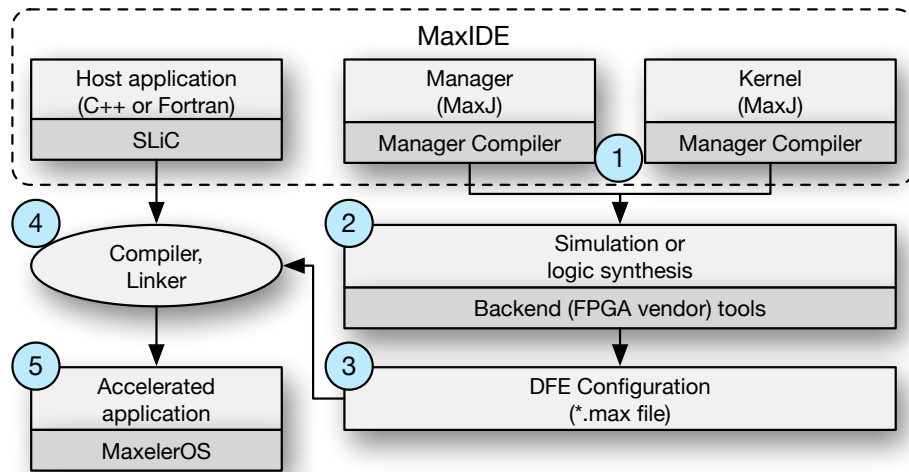 MaxIDE
Host application
(C++ or Fortran)
SLiC
Manager
(MaxJ)
Manager Compiler
Kernel
(MaxJ)
Manager Compiler
1
4
Compiler,
Linker
2
Simulation or
logic synthesis
Backend (FPGA vendor) tools
5
Accelerated
application
MaxelerOS
3
DFE Configuration
(*.max file)